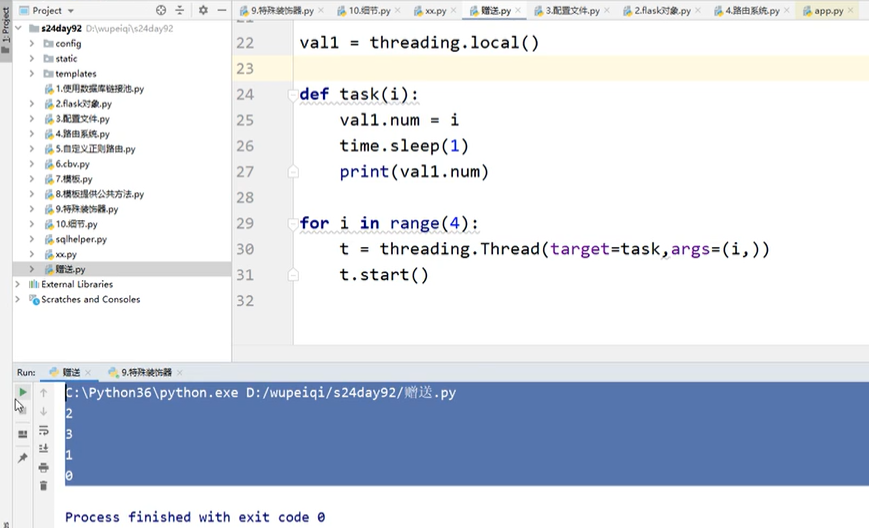 1: Project
Project
9.特殊装饰器.py
10.细节.py
xx.py
赠送.py
3.配置文件.py
2.flask对象.py
4.路由系统.py
app.py
s24day92 D:\wupeiqi\s24day92
config
static
templates
1.使用数据库链接池.py
2.flask对象.py
3.配置文件.py
4.路由系统.py
5.自定义正则路由.py
6.cbv.py
7.模板.py
8.模板提供公共方法.py
9.特殊装饰器.py
10.细节.py
sqlhelper.py
xx.py
赠送.py
External Libraries
Scratches and Consoles
22 val1 = threading.local()
23
24 def task(i):
25 val1.num = i
26 time.sleep(1)
27 print(val1.num)
28
29 for i in range(4):
30 t = threading.Thread(target=task,args=(i,))
31 t.start()
32
Run: 赠送 9.特殊装饰器
C:\Python36\python.exe D:/wupeiqi/s24day92/赠送.py
2
3
1
0
Process finished with exit code 0